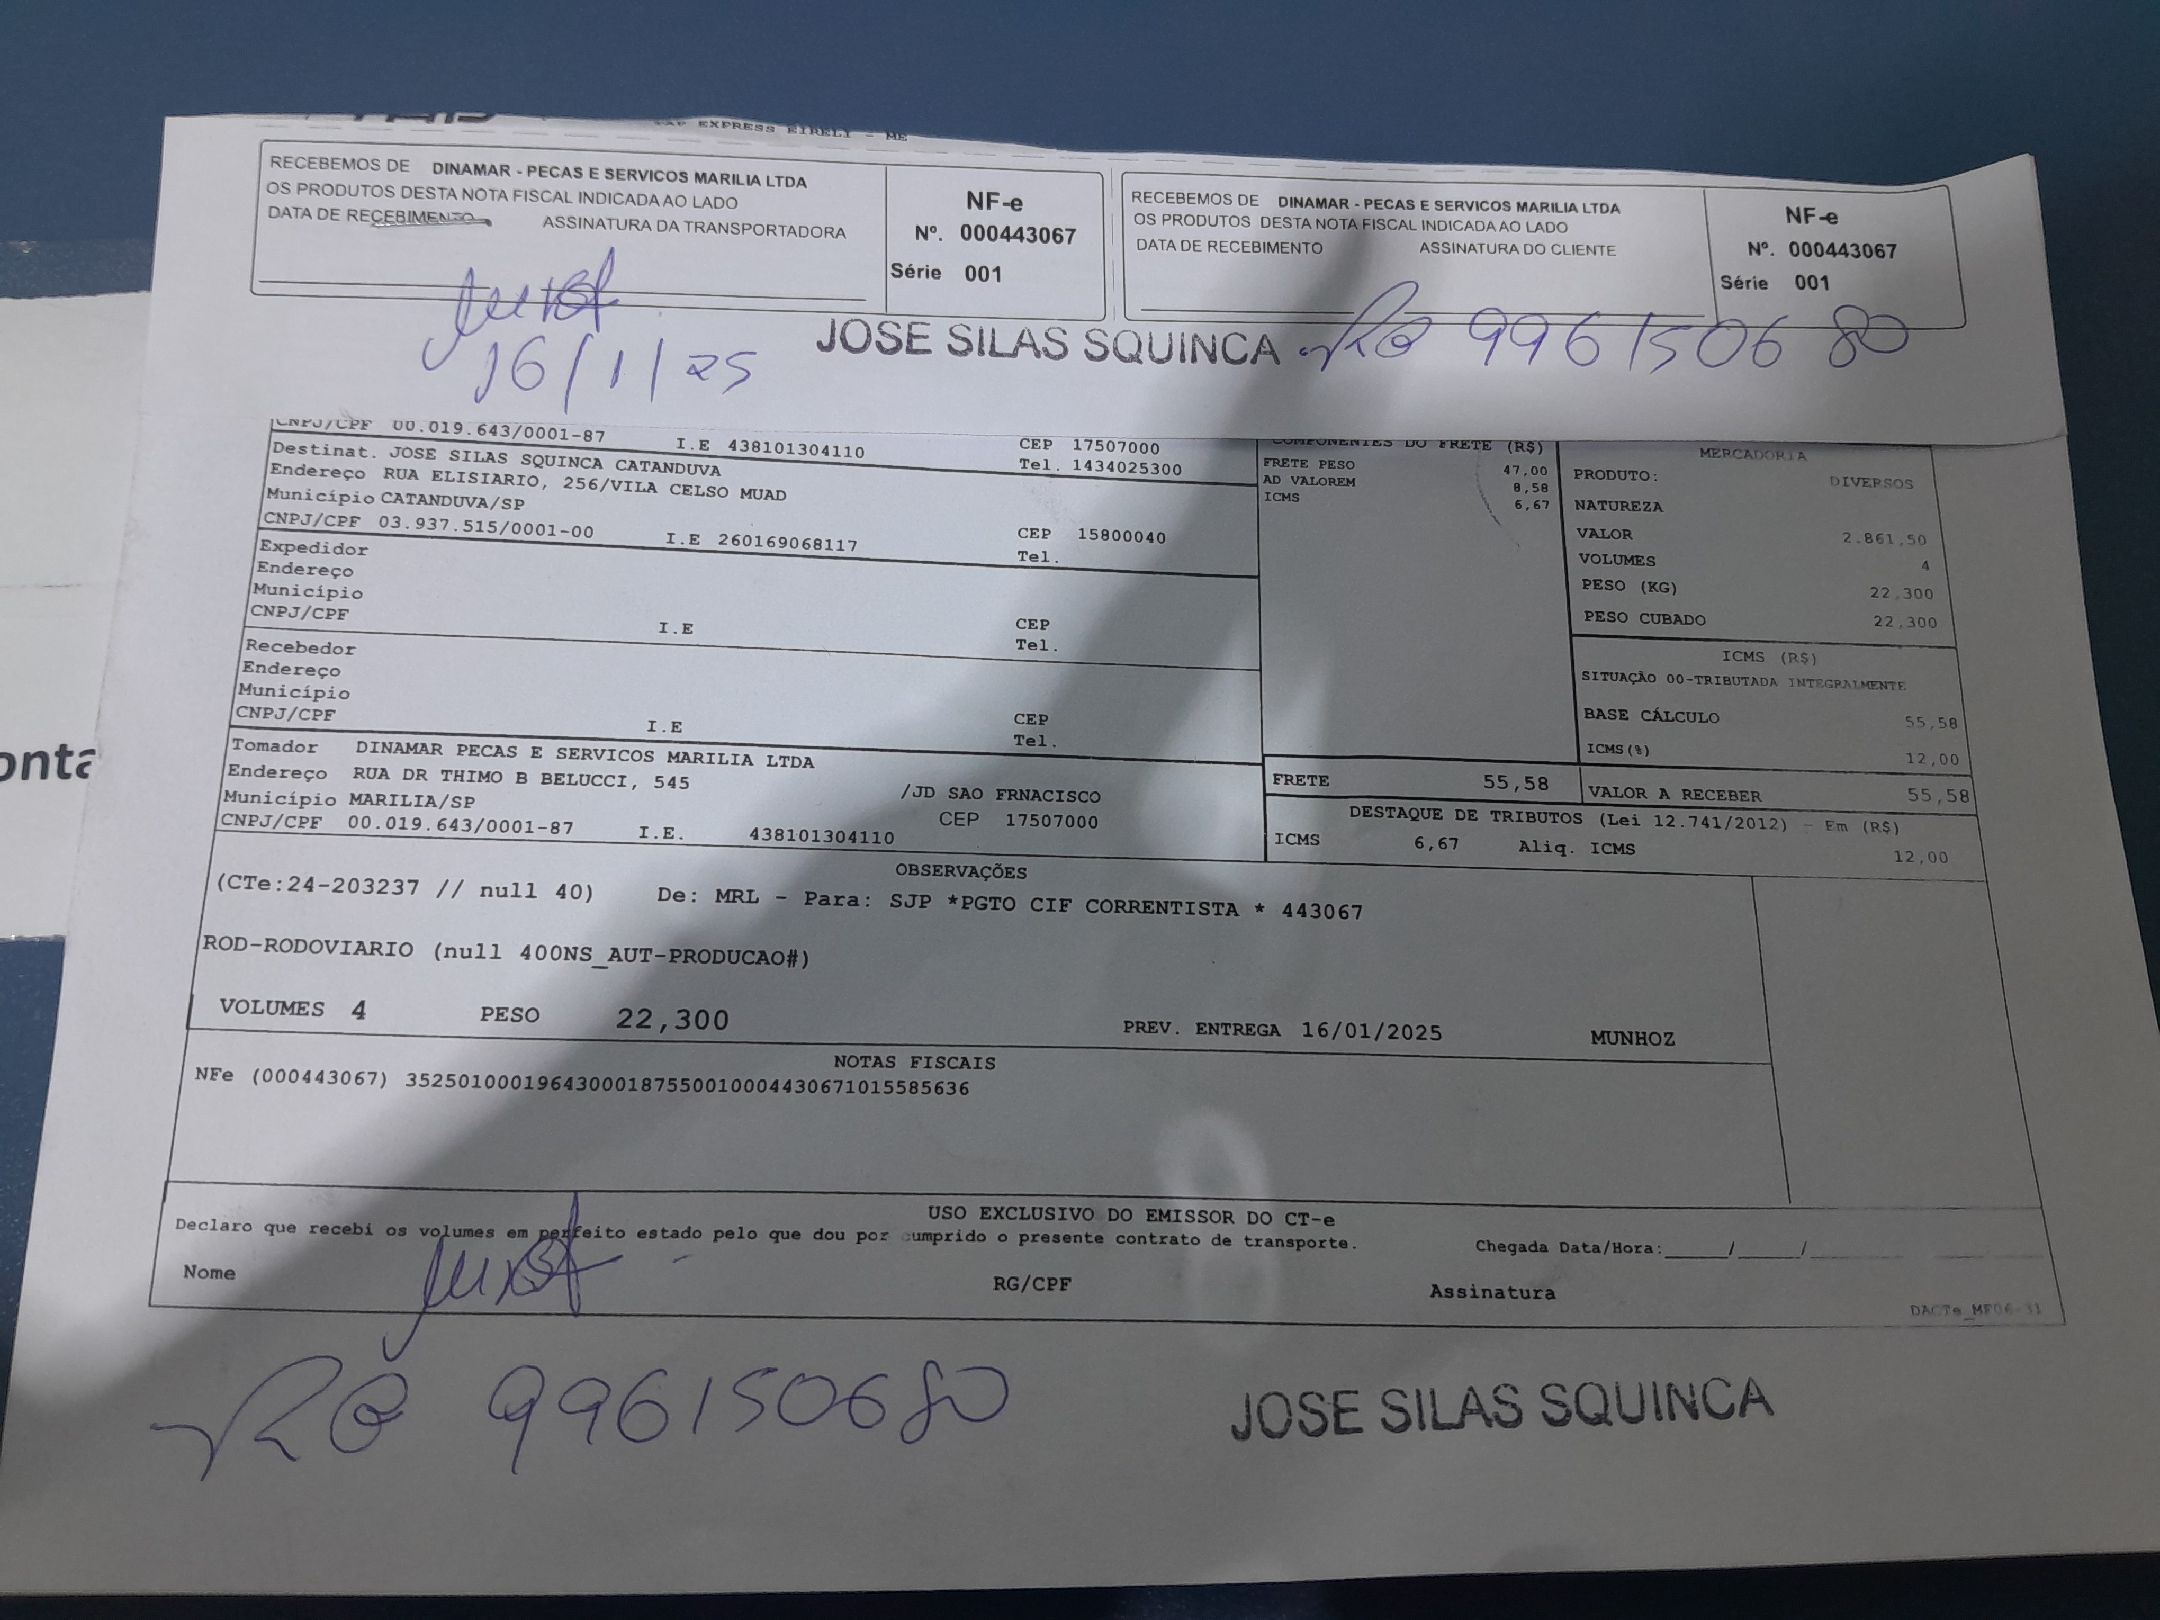 EXPRESS EIRELI - ME
RECEBEMOS DE DINAMAR - PECAS E SERVICOS MARILIA LTDA
OS PRODUTOS DESTA NOTA FISCAL INDICADA AO LADO
DATA DE RECEBIMENTO ASSINATURA DA TRANSPORTADORA
NF-e
Nº. 000443067
Série 001
RECEBEMOS DE DINAMAR - PECAS E SERVICOS MARILIA LTDA
OS PRODUTOS DESTA NOTA FISCAL INDICADA AO LADO
DATA DE RECEBIMENTO ASSINATURA DO CLIENTE
NF-e
Nº. 000443067
Série 001
16/1/25
JOSE SILAS SQUINCA
996150680
CNPJ/CPF 00.019.643/0001-87 I.E 438101304110 CEP 17507000
Destinat. JOSE SILAS SQUINCA CATANDUVA Tel. 1434025300
Endereço RUA ELISIARIO, 256/VILA CELSO MUAD
Município CATANDUVA/SP
CNPJ/CPF 03.937.515/0001-00 I.E 260169068117 CEP 15800040
Tel.
Expedidor
Endereço
Município
CNPJ/CPF I.E CEP
Tel.
Recebedor
Endereço
Município
CNPJ/CPF I.E CEP
Tel.
Tomador DINAMAR PECAS E SERVICOS MARILIA LTDA
Endereço RUA DR THIMO B BELUCCI, 545 /JD SAO FRNACISCO
Município MARILIA/SP CEP 17507000
CNPJ/CPF 00.019.643/0001-87 I.E. 438101304110
COMPONENTES DO FRETE (R$)
FRETE PESO 47,00
AD VALOREM 8,58
ICMS 6,67
MERCADORIA
PRODUTO: DIVERSOS
NATUREZA
VALOR 2.861,50
VOLUMES 4
PESO (KG) 22,300
PESO CUBADO 22,300
ICMS (R$)
SITUAÇÃO 00-TRIBUTADA INTEGRALMENTE
BASE CÁLCULO 55,58
ICMS(%) 12,00
FRETE 55,58 VALOR A RECEBER 55,58
DESTAQUE DE TRIBUTOS (Lei 12.741/2012) - Em (R$)
ICMS 6,67 Aliq. ICMS 12,00
OBSERVAÇÕES
(CTe:24-203237 // null 40) De: MRL - Para: SJP *PGTO CIF CORRENTISTA * 443067
ROD-RODOVIARIO (null 400NS_AUT-PRODUCAO#)
VOLUMES 4 PESO 22,300 PREV. ENTREGA 16/01/2025 MUNHOZ
NOTAS FISCAIS
NFe (000443067) 35250100019643000187550010004430671015585636
USO EXCLUSIVO DO EMISSOR DO CT-e
Declaro que recebi os volumes em perfeito estado pelo que dou por cumprido o presente contrato de transporte. Chegada Data/Hora:_____/_____/
Nome RG/CPF Assinatura
DACTe_MF06-31
996150680
JOSE SILAS SQUINCA